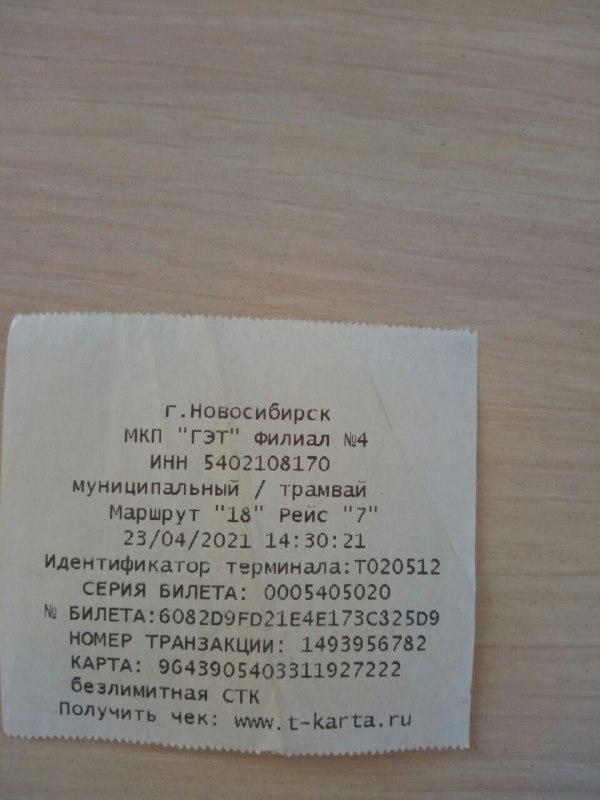 г.Новосибирск
МКП "ГЭТ" Филиал №4
ИНН 5402108170
муниципальный / трамвай
Маршрут "18" Рейс "7"
23/04/2021 14:30:21
Идентификатор терминала:T020512
СЕРИЯ БИЛЕТА: 0005405020
№ БИЛЕТА:6082D9FD21E4E173C325D9
НОМЕР ТРАНЗАКЦИИ: 1493956782
КАРТА: 9643905403311927222
безлимитная СТК
Получить чек: www.t-karta.ru